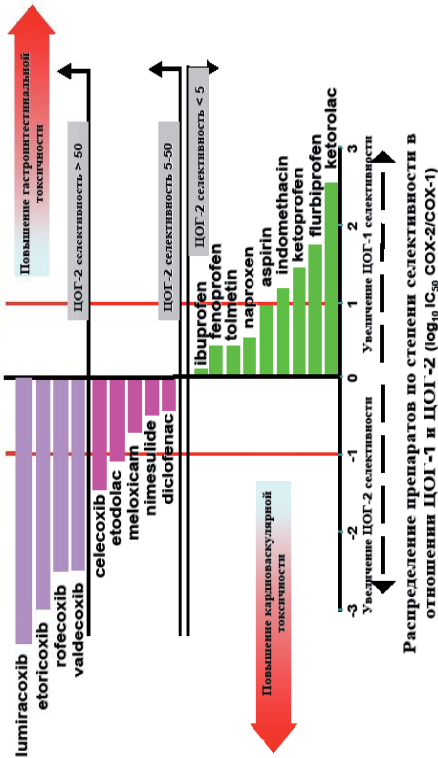 Повышение гастроинтестинальной
токсичности
ЦОГ-2 селективность > 50
ЦОГ-2 селективность 5-50
ЦОГ-2 селективность < 5
lumiracoxib
etoricoxib
rofecoxib
valdecoxib
celecoxib
etodolac
meloxicam
nimesulide
diclofenac
ibuprofen
fenoprofen
tolmetin
naproxen
aspirin
indomethacin
ketoprofen
flurbiprofen
ketorolac
Повышение кардиоваскулярной
токсичности
-3 -2 -1 0 1 2 3
Увеличение ЦОГ-2 селективности
Увеличение ЦОГ-1 селективности
Распределение препаратов по степени селективности в
отношении ЦОГ-1 и ЦОГ-2 (log₁₀ IC₅₀ COX-2/COX-1)